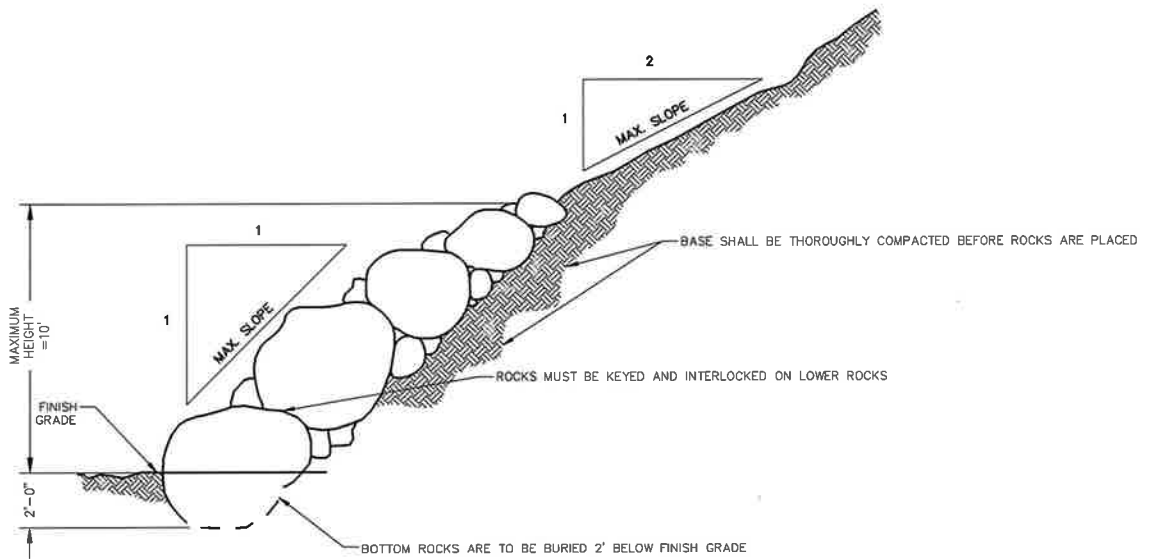 2
1
MAX. SLOPE
1
1
MAX. SLOPE
BASE SHALL BE THOROUGHLY COMPACTED BEFORE ROCKS ARE PLACED
MAXIMUM
HEIGHT
=10'
ROCKS MUST BE KEYED AND INTERLOCKED ON LOWER ROCKS
FINISH
GRADE
2'-0"
BOTTOM ROCKS ARE TO BE BURIED 2' BELOW FINISH GRADE